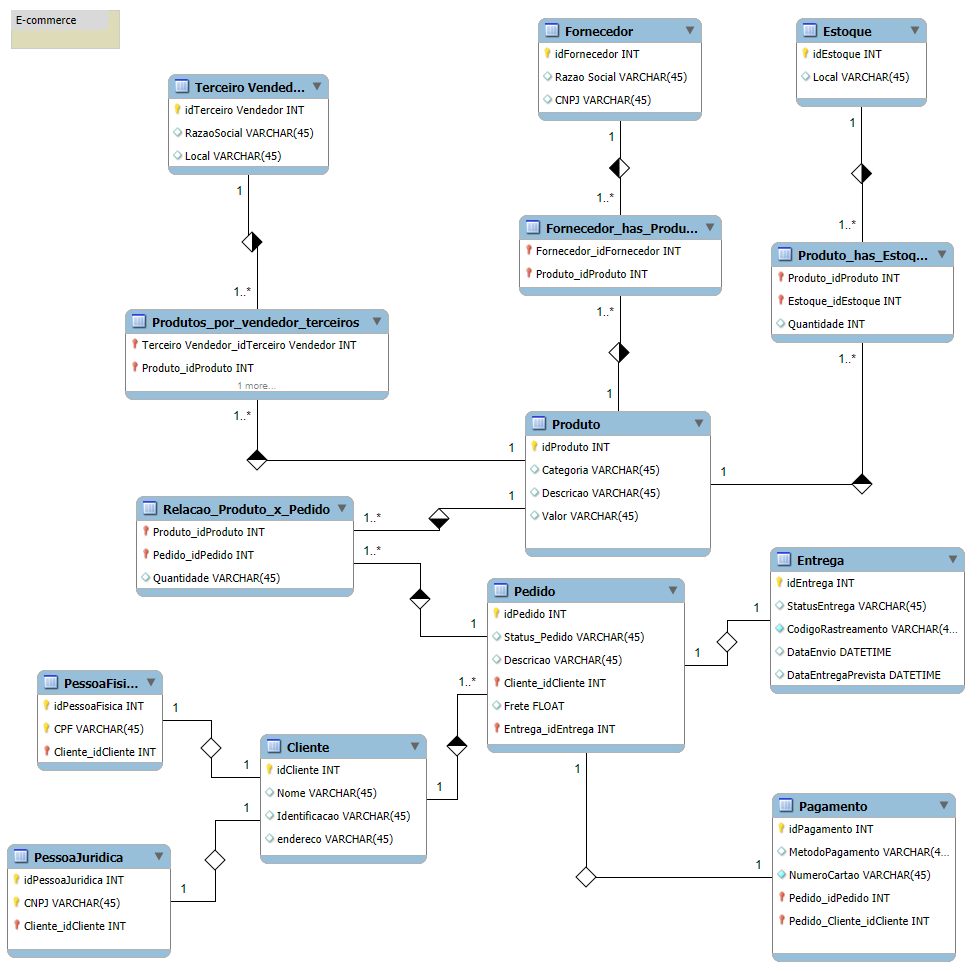 E-commerce
Terceiro Vended...
idTerceiro Vendedor INT
RazaoSocial VARCHAR(45)
Local VARCHAR(45)
1
1..*
Fornecedor
idFornecedor INT
Razao Social VARCHAR(45)
CNPJ VARCHAR(45)
1
1..*
Estoque
idEstoque INT
Local VARCHAR(45)
1
1..*
Fornecedor_has_Produ...
Fornecedor_idFornecedor INT
Produto_idProduto INT
1..*
1
Produto_has_Estoq...
Produto_idProduto INT
Estoque_idEstoque INT
Quantidade INT
1..*
1
Produtos_por_vendedor_terceiros
Terceiro Vendedor_idTerceiro Vendedor INT
Produto_idProduto INT
1 more...
1..*
1
Produto
idProduto INT
Categoria VARCHAR(45)
Descricao VARCHAR(45)
Valor VARCHAR(45)
1
Relacao_Produto_x_Pedido
Produto_idProduto INT
Pedido_idPedido INT
Quantidade VARCHAR(45)
1..*
1..*
1
Pedido
idPedido INT
Status_Pedido VARCHAR(45)
Descricao VARCHAR(45)
Cliente_idCliente INT
Frete FLOAT
Entrega_idEntrega INT
1
1
Entrega
idEntrega INT
StatusEntrega VARCHAR(45)
CodigoRastreamento VARCHAR(4...
DataEnvio DATETIME
DataEntregaPrevista DATETIME
PessoaFisi...
idPessoaFisica INT
CPF VARCHAR(45)
Cliente_idCliente INT
1
1
Cliente
idCliente INT
Nome VARCHAR(45)
Identificacao VARCHAR(45)
endereco VARCHAR(45)
1..*
1
1
1
PessoaJuridica
idPessoaJuridica INT
CNPJ VARCHAR(45)
Cliente_idCliente INT
1
1
Pagamento
idPagamento INT
MetodoPagamento VARCHAR(4...
NumeroCartao VARCHAR(45)
Pedido_idPedido INT
Pedido_Cliente_idCliente INT